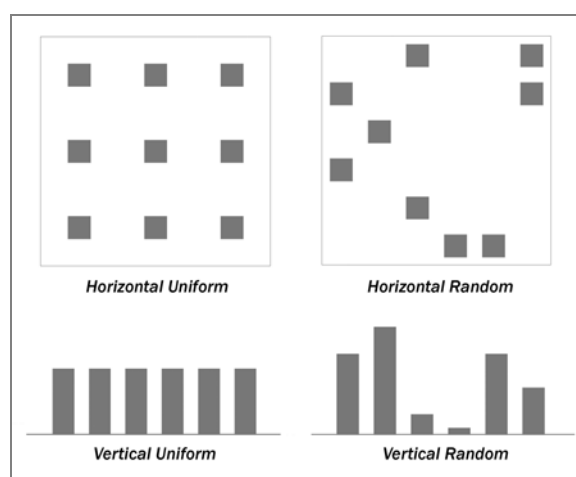 Horizontal Uniform
Horizontal Random
Vertical Uniform
Vertical Random